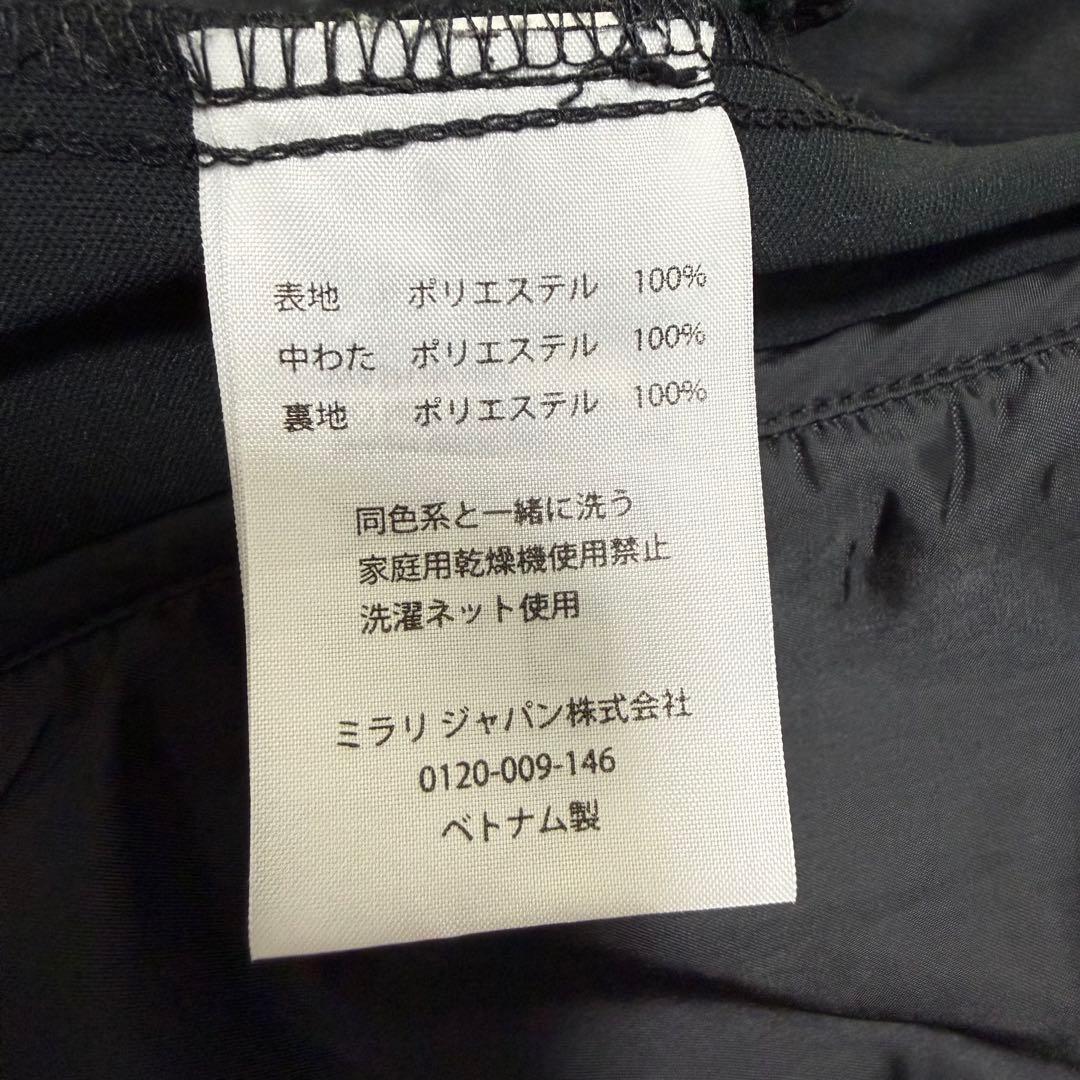 表地 ポリエステル 100%
中わた ポリエステル 100%
裏地 ポリエステル 100%
同色系と一緒に洗う
家庭用乾燥機使用禁止
洗濯ネット使用
ミラリ ジャパン株式会社
0120-009-146
ベトナム製